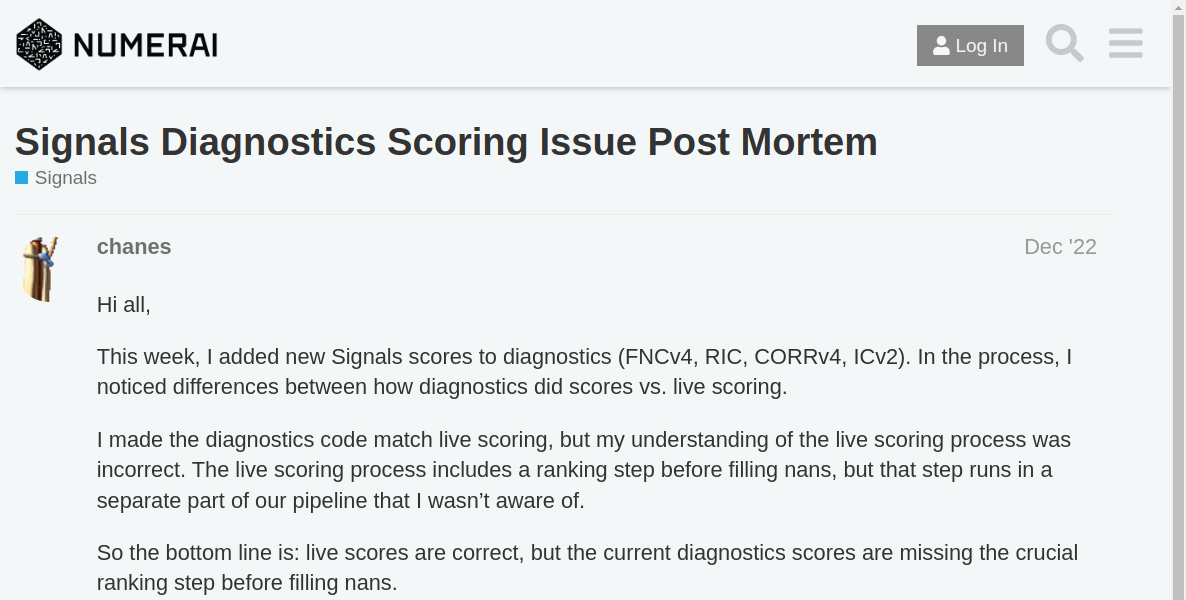 NUMERAI
Log In
Signals Diagnostics Scoring Issue Post Mortem
Signals
chanes
Dec '22
Hi all,
This week, I added new Signals scores to diagnostics (FNCv4, RIC, CORRv4, ICv2). In the process, I
noticed differences between how diagnostics did scores vs. live scoring.
I made the diagnostics code match live scoring, but my understanding of the live scoring process was
incorrect. The live scoring process includes a ranking step before filling nans, but that step runs in a
separate part of our pipeline that I wasn’t aware of.
So the bottom line is: live scores are correct, but the current diagnostics scores are missing the crucial
ranking step before filling nans.